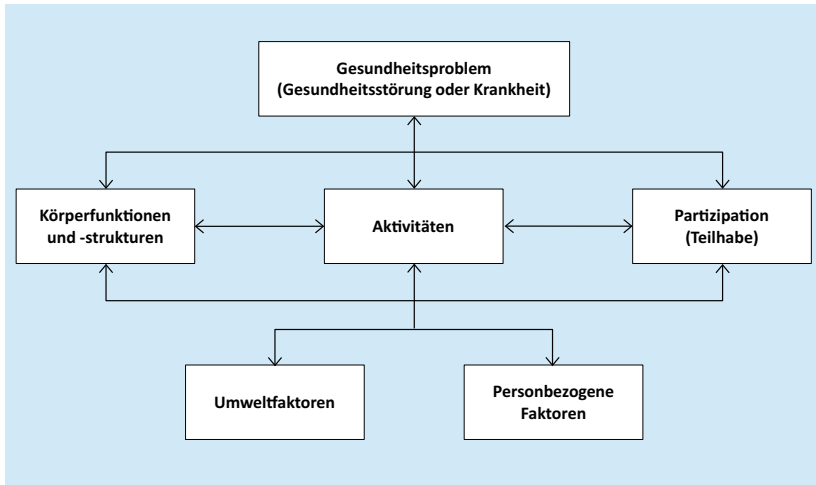 Gesundheitsproblem
(Gesundheitsstörung oder Krankheit)
Körperfunktionen
und -strukturen
Aktivitäten
Partizipation
(Teilhabe)
Umweltfaktoren
Personbezogene
Faktoren